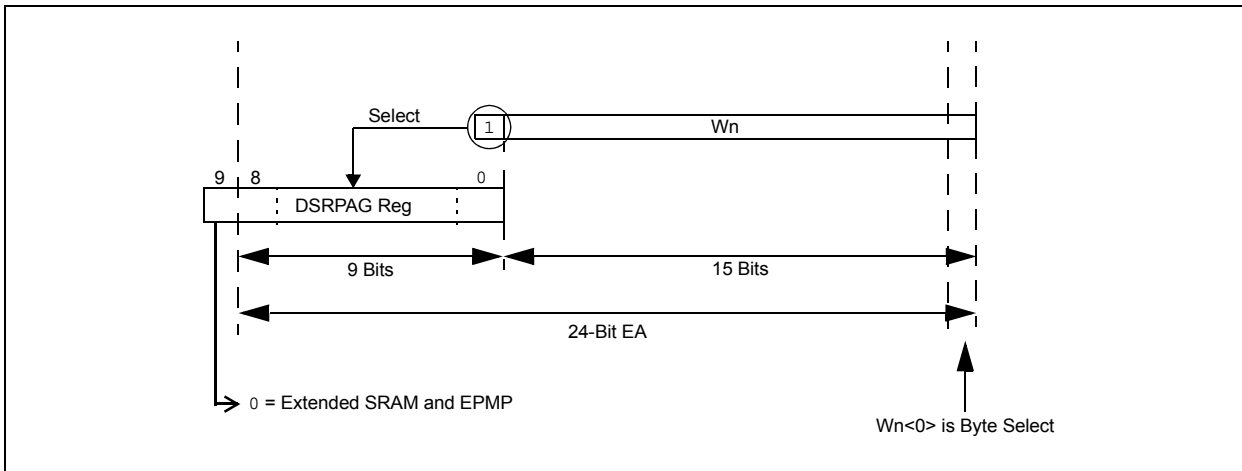 Select
1
Wn
9 8 0
DSRPAG Reg
9 Bits
15 Bits
24-Bit EA
0 = Extended SRAM and EPMP
Wn<0> is Byte Select